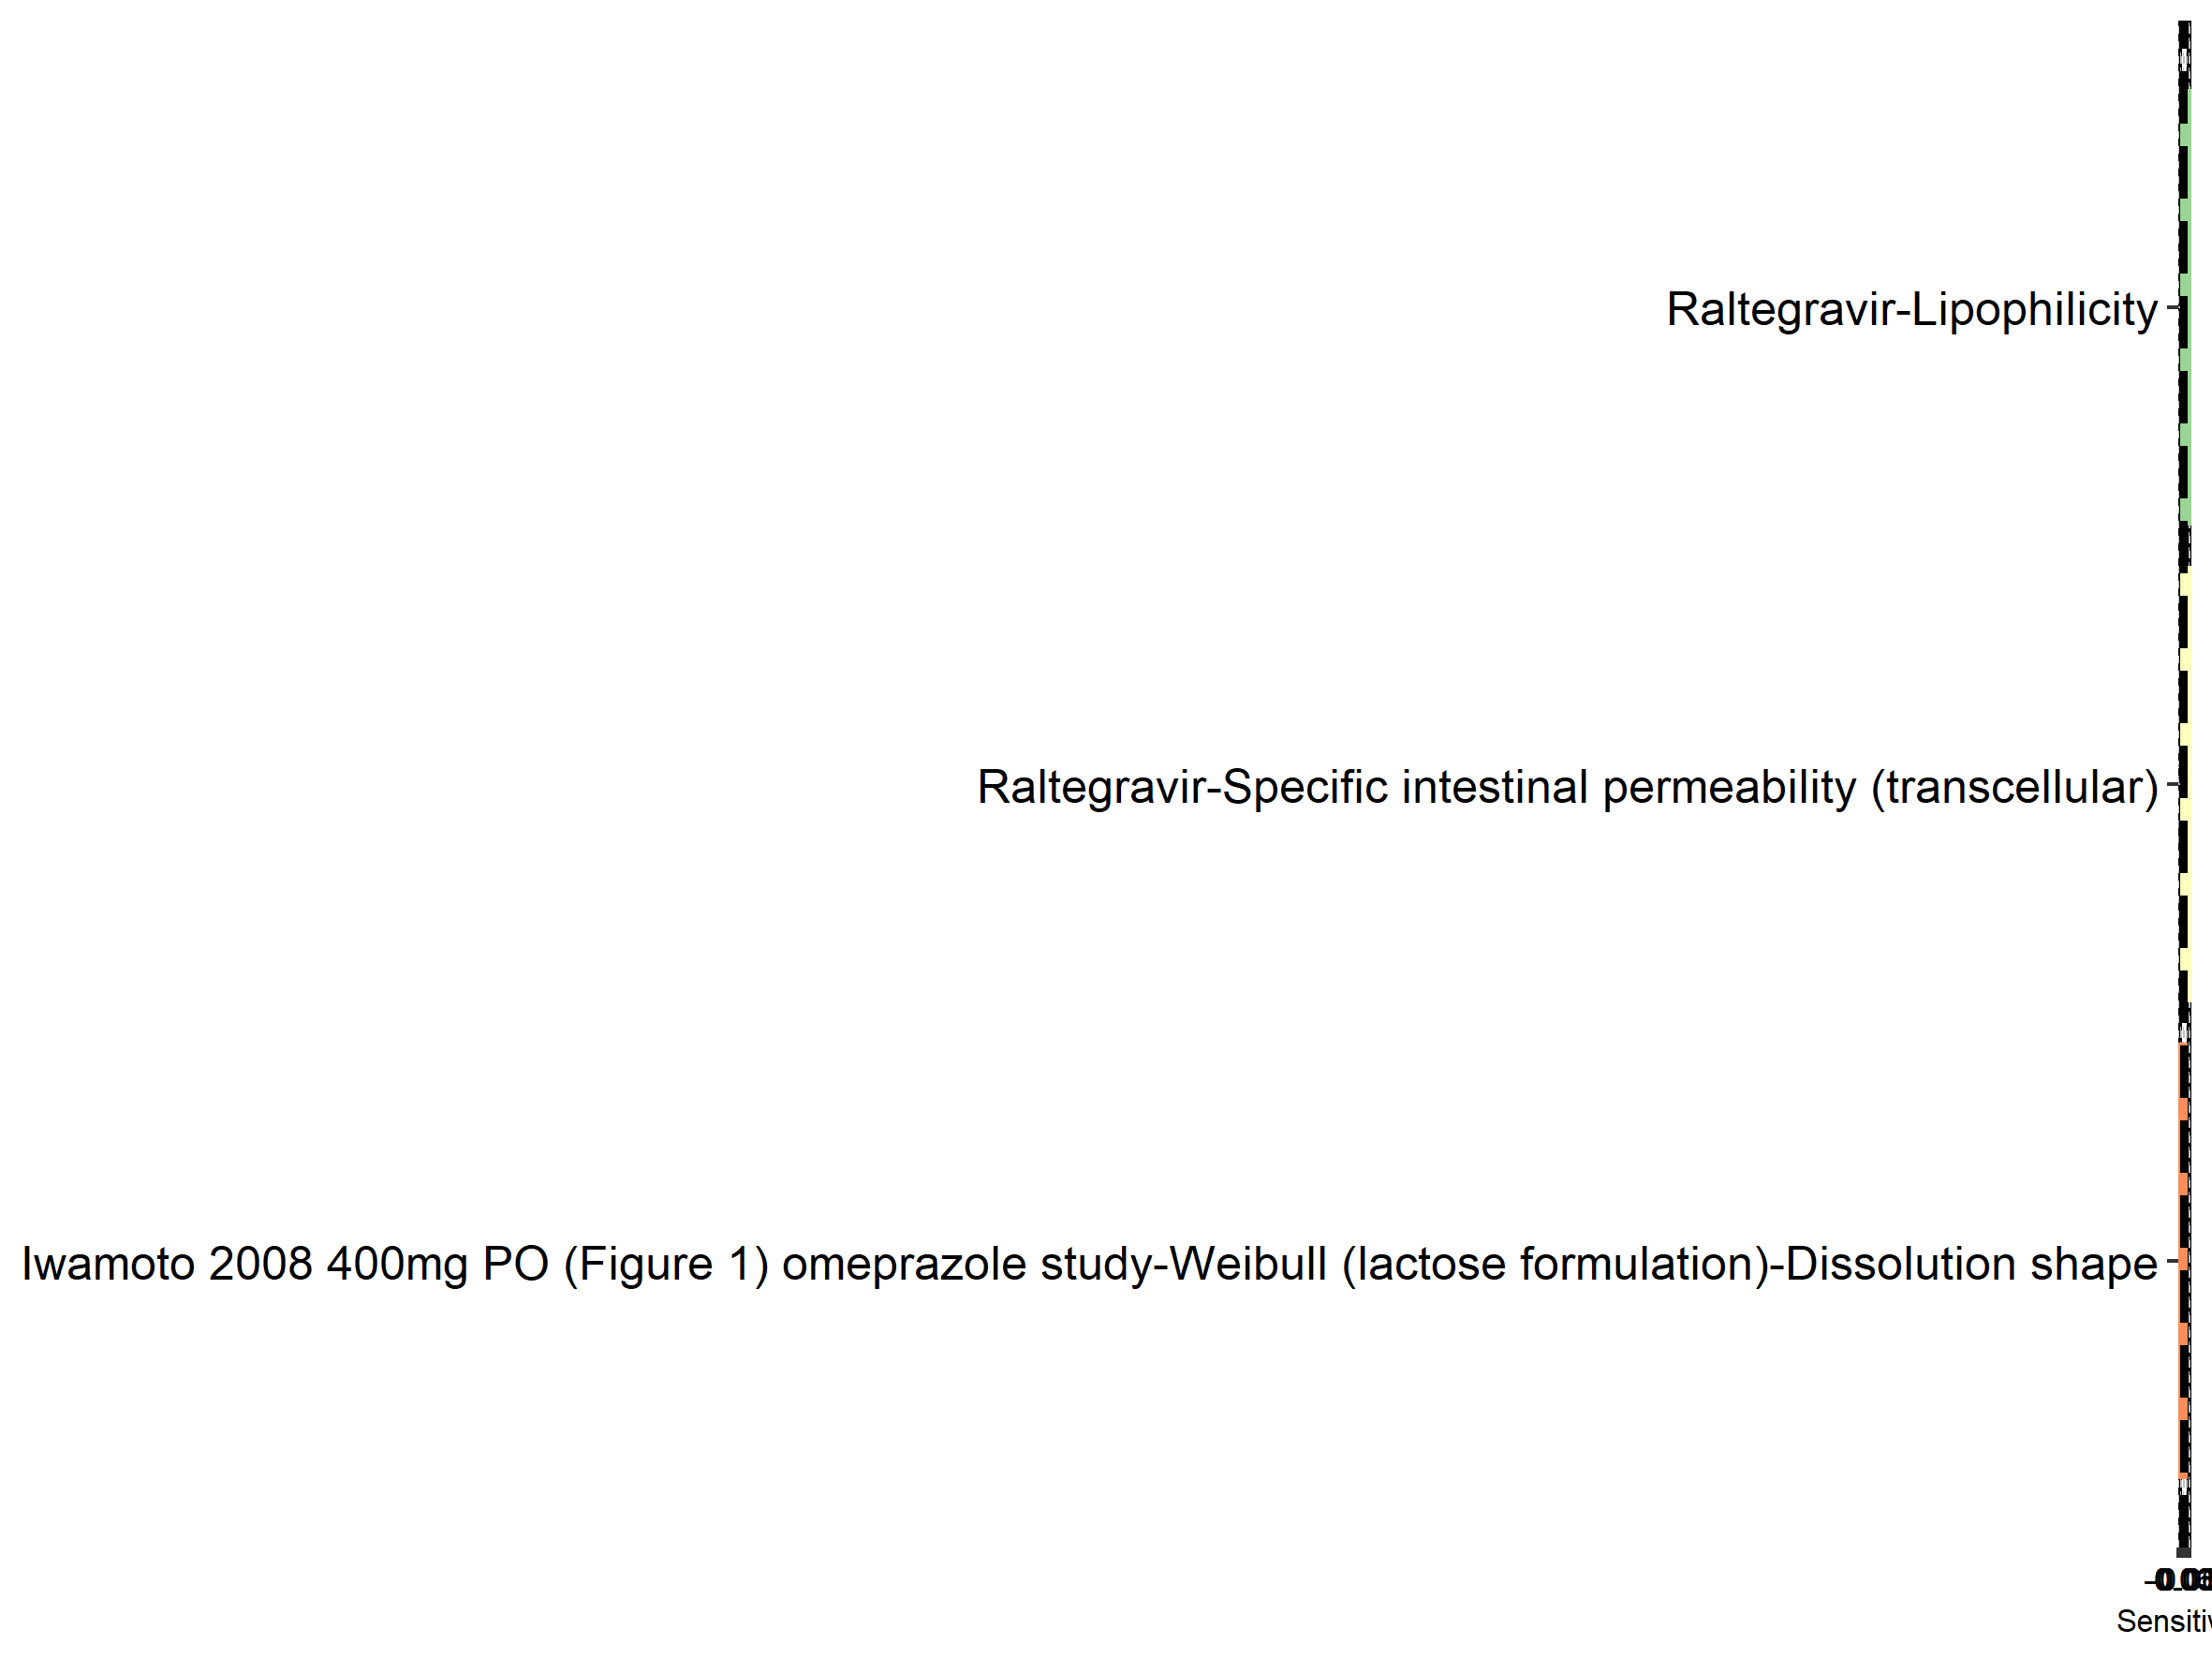 Raltegravir-Lipophilicity
Raltegravir-Specific intestinal permeability (transcellular)
Iwamoto 2008 400mg PO (Figure 1) omeprazole study-Weibull (lactose formulation)-Dissolution shape